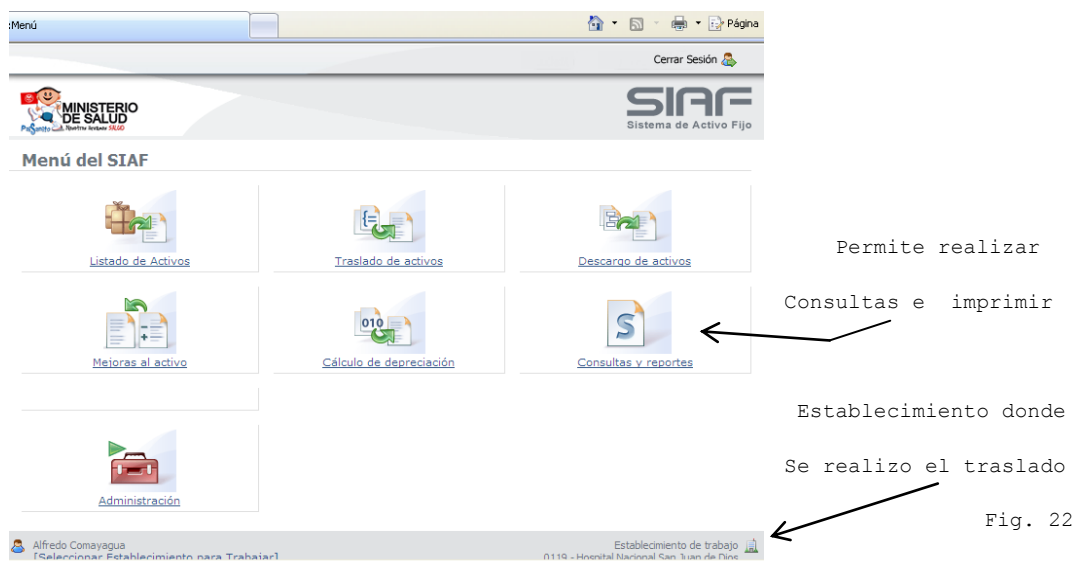 :Menú
Página
Cerrar Sesión
MINISTERIO
DE SALUD
SIAF
Sistema de Activo Fijo
Menú del SIAF
Listado de Activos
Traslado de activos
Descargo de activos
Permite realizar
Consultas e imprimir
Mejoras al activo
Cálculo de depreciación
Consultas y reportes
Establecimiento donde
Se realizo el traslado
Administración
Fig. 22
Alfredo Comayagua
[Seleccionar Establecimiento para Trabajar]
Establecimiento de trabajo
0119 - Hospital Nacional San Juan de Dios